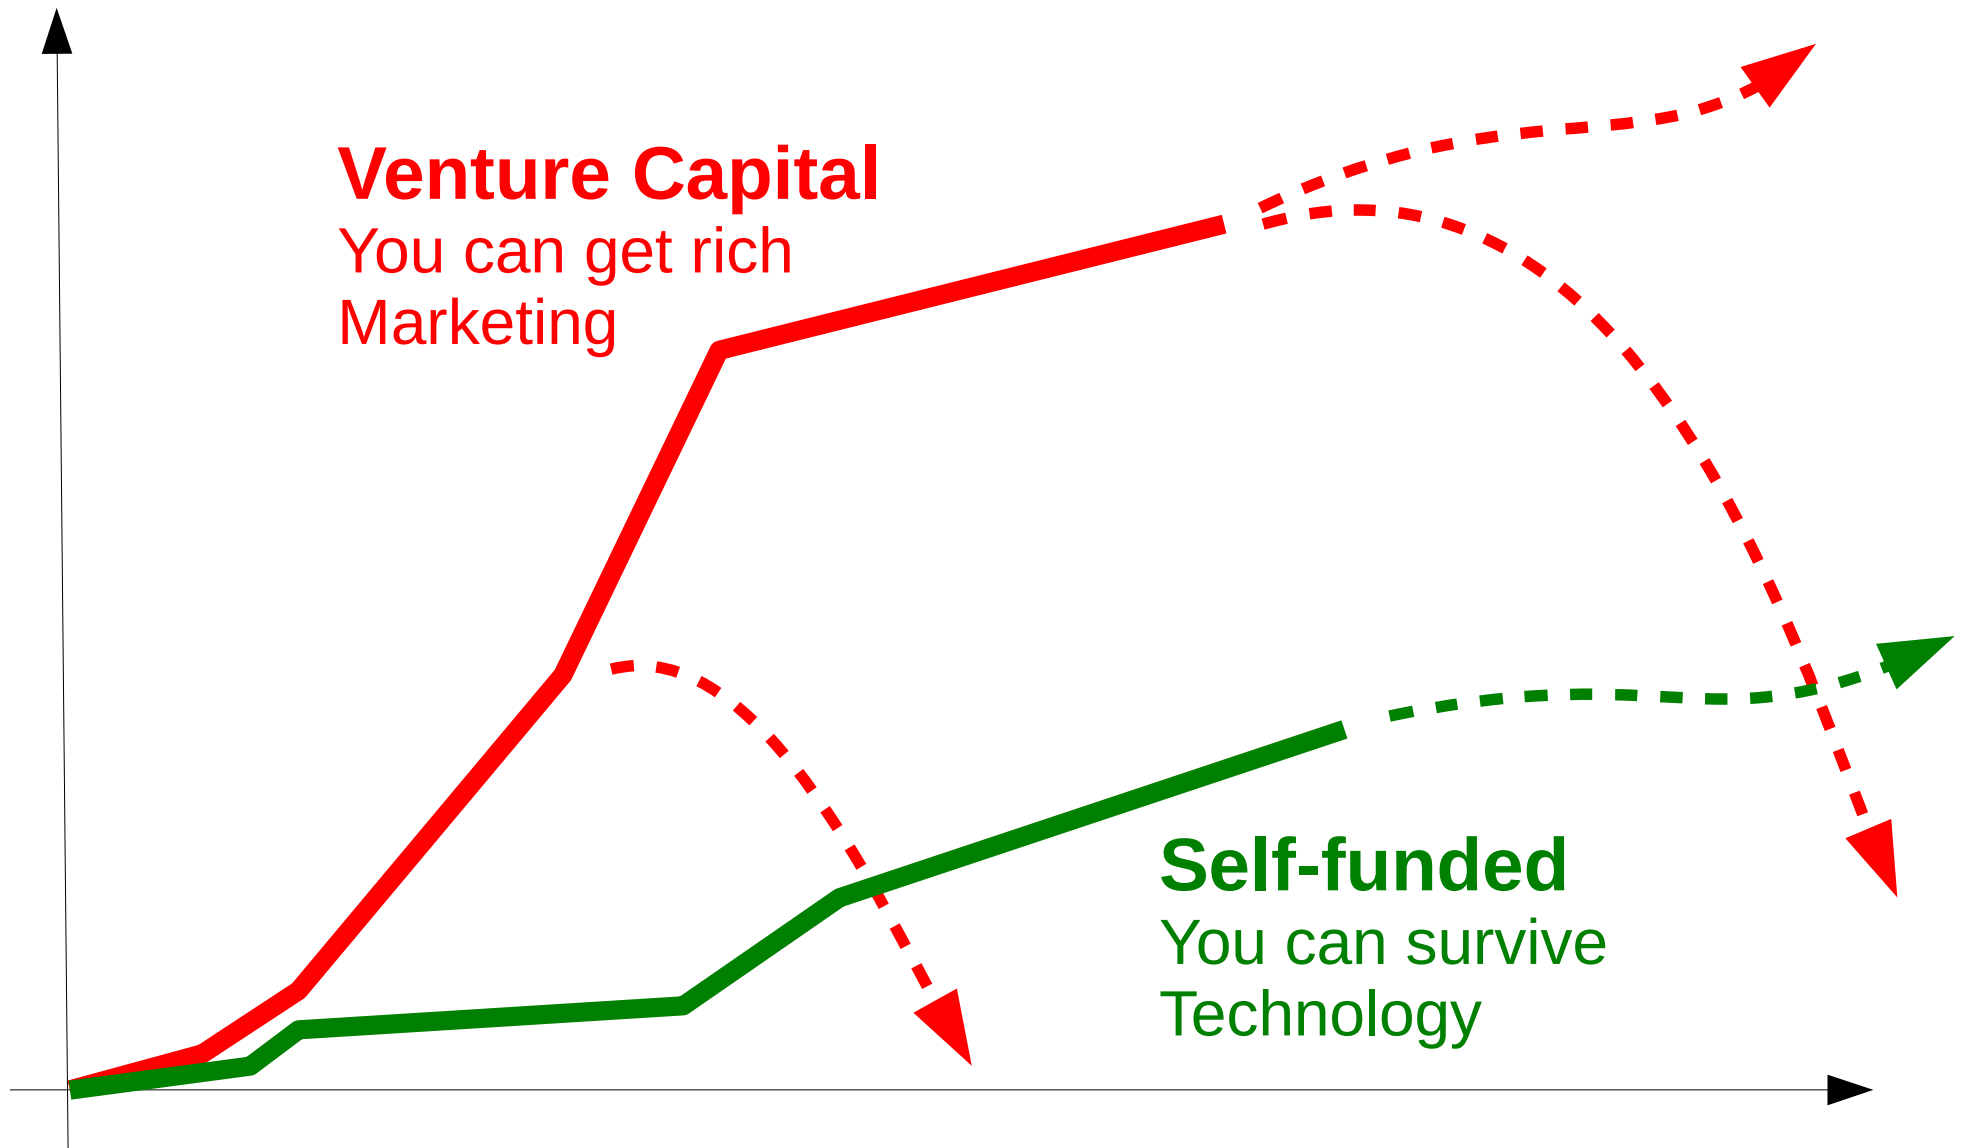 Venture Capital
You can get rich
Marketing
Self-funded
You can survive
Technology